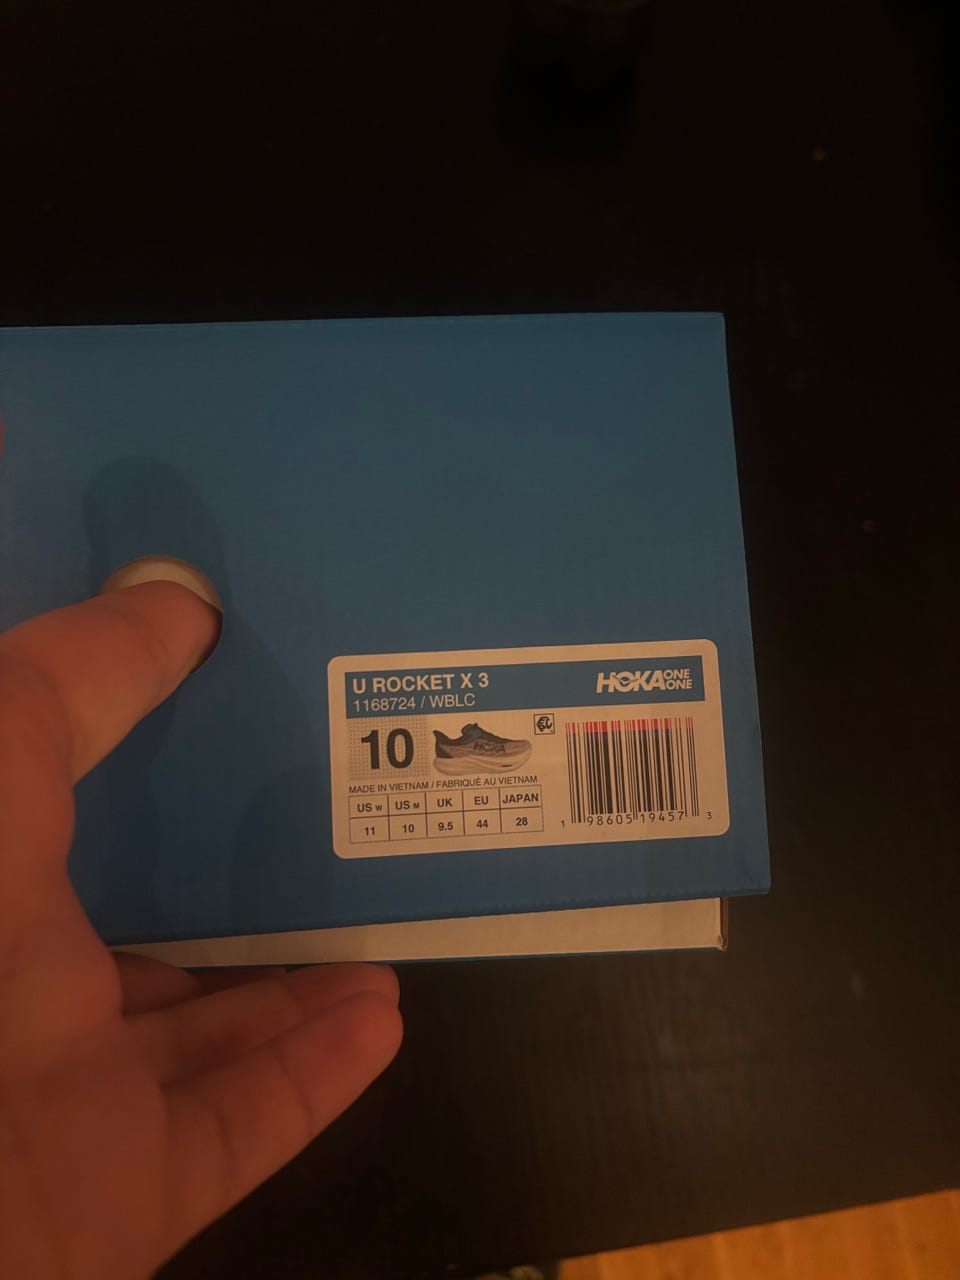 U ROCKET X 3
1168724 / WBLC
HOKA ONE ONE
10
HOKA
MADE IN VIETNAM / FABRIQUÉ AU VIETNAM
US W US M UK EU JAPAN
11 10 9.5 44 28
1 98605 19457 3